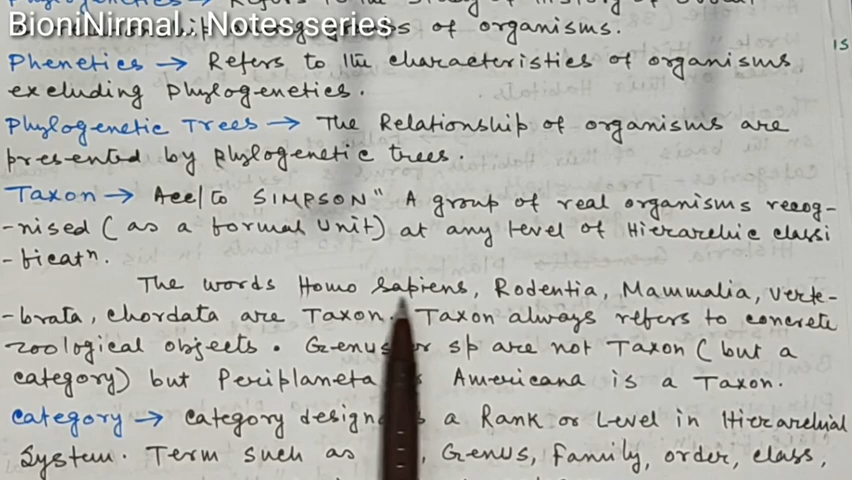 BioniNirmal, Notes series
Phenetics → Refers to the characteristics of organisms
excluding Phylogenetics.
Phylogenetic Trees → The Relationship of organisms are
presented by phylogenetic trees.
Taxon → Acc/to SIMPSON" A group of real organisms recog-
-nised (as a formal Unit) at any level of Hierarchic classi
-ficatⁿ.
The words Homo sapiens, Rodentia, Mammalia, verte-
-brata, chordata are Taxon. Taxon always refers to concrete
zoological objects. Genus or sp are not Taxon (but a
category) but Periplaneta Americana is a Taxon.
Category → Category a Rank or Level in Hierarchial
System. Term such as Genus, family, order, class,
15